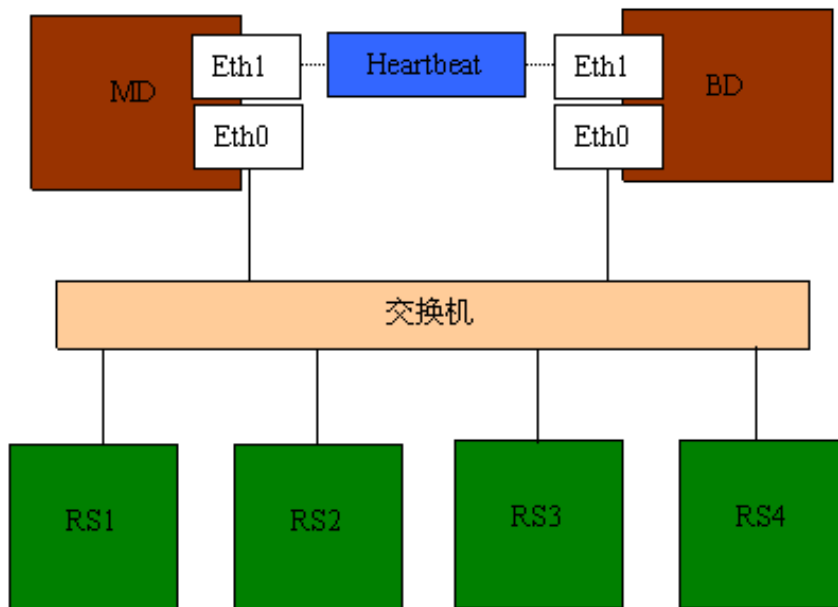 MD
Eth1
Heartbeat
Eth1
BD
Eth0
Eth0
交换机
RS1
RS2
RS3
RS4